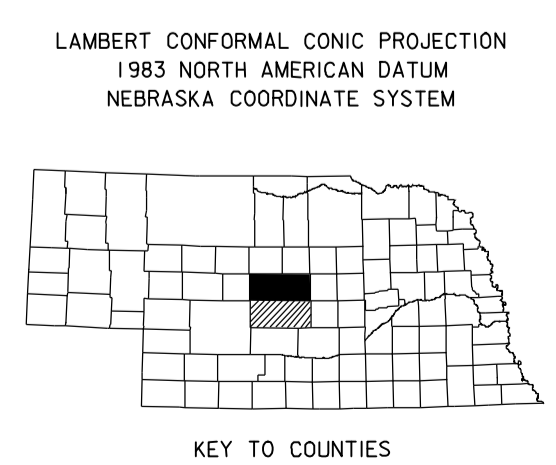 LAMBERT CONFORMAL CONIC PROJECTION
1983 NORTH AMERICAN DATUM
NEBRASKA COORDINATE SYSTEM
KEY TO COUNTIES